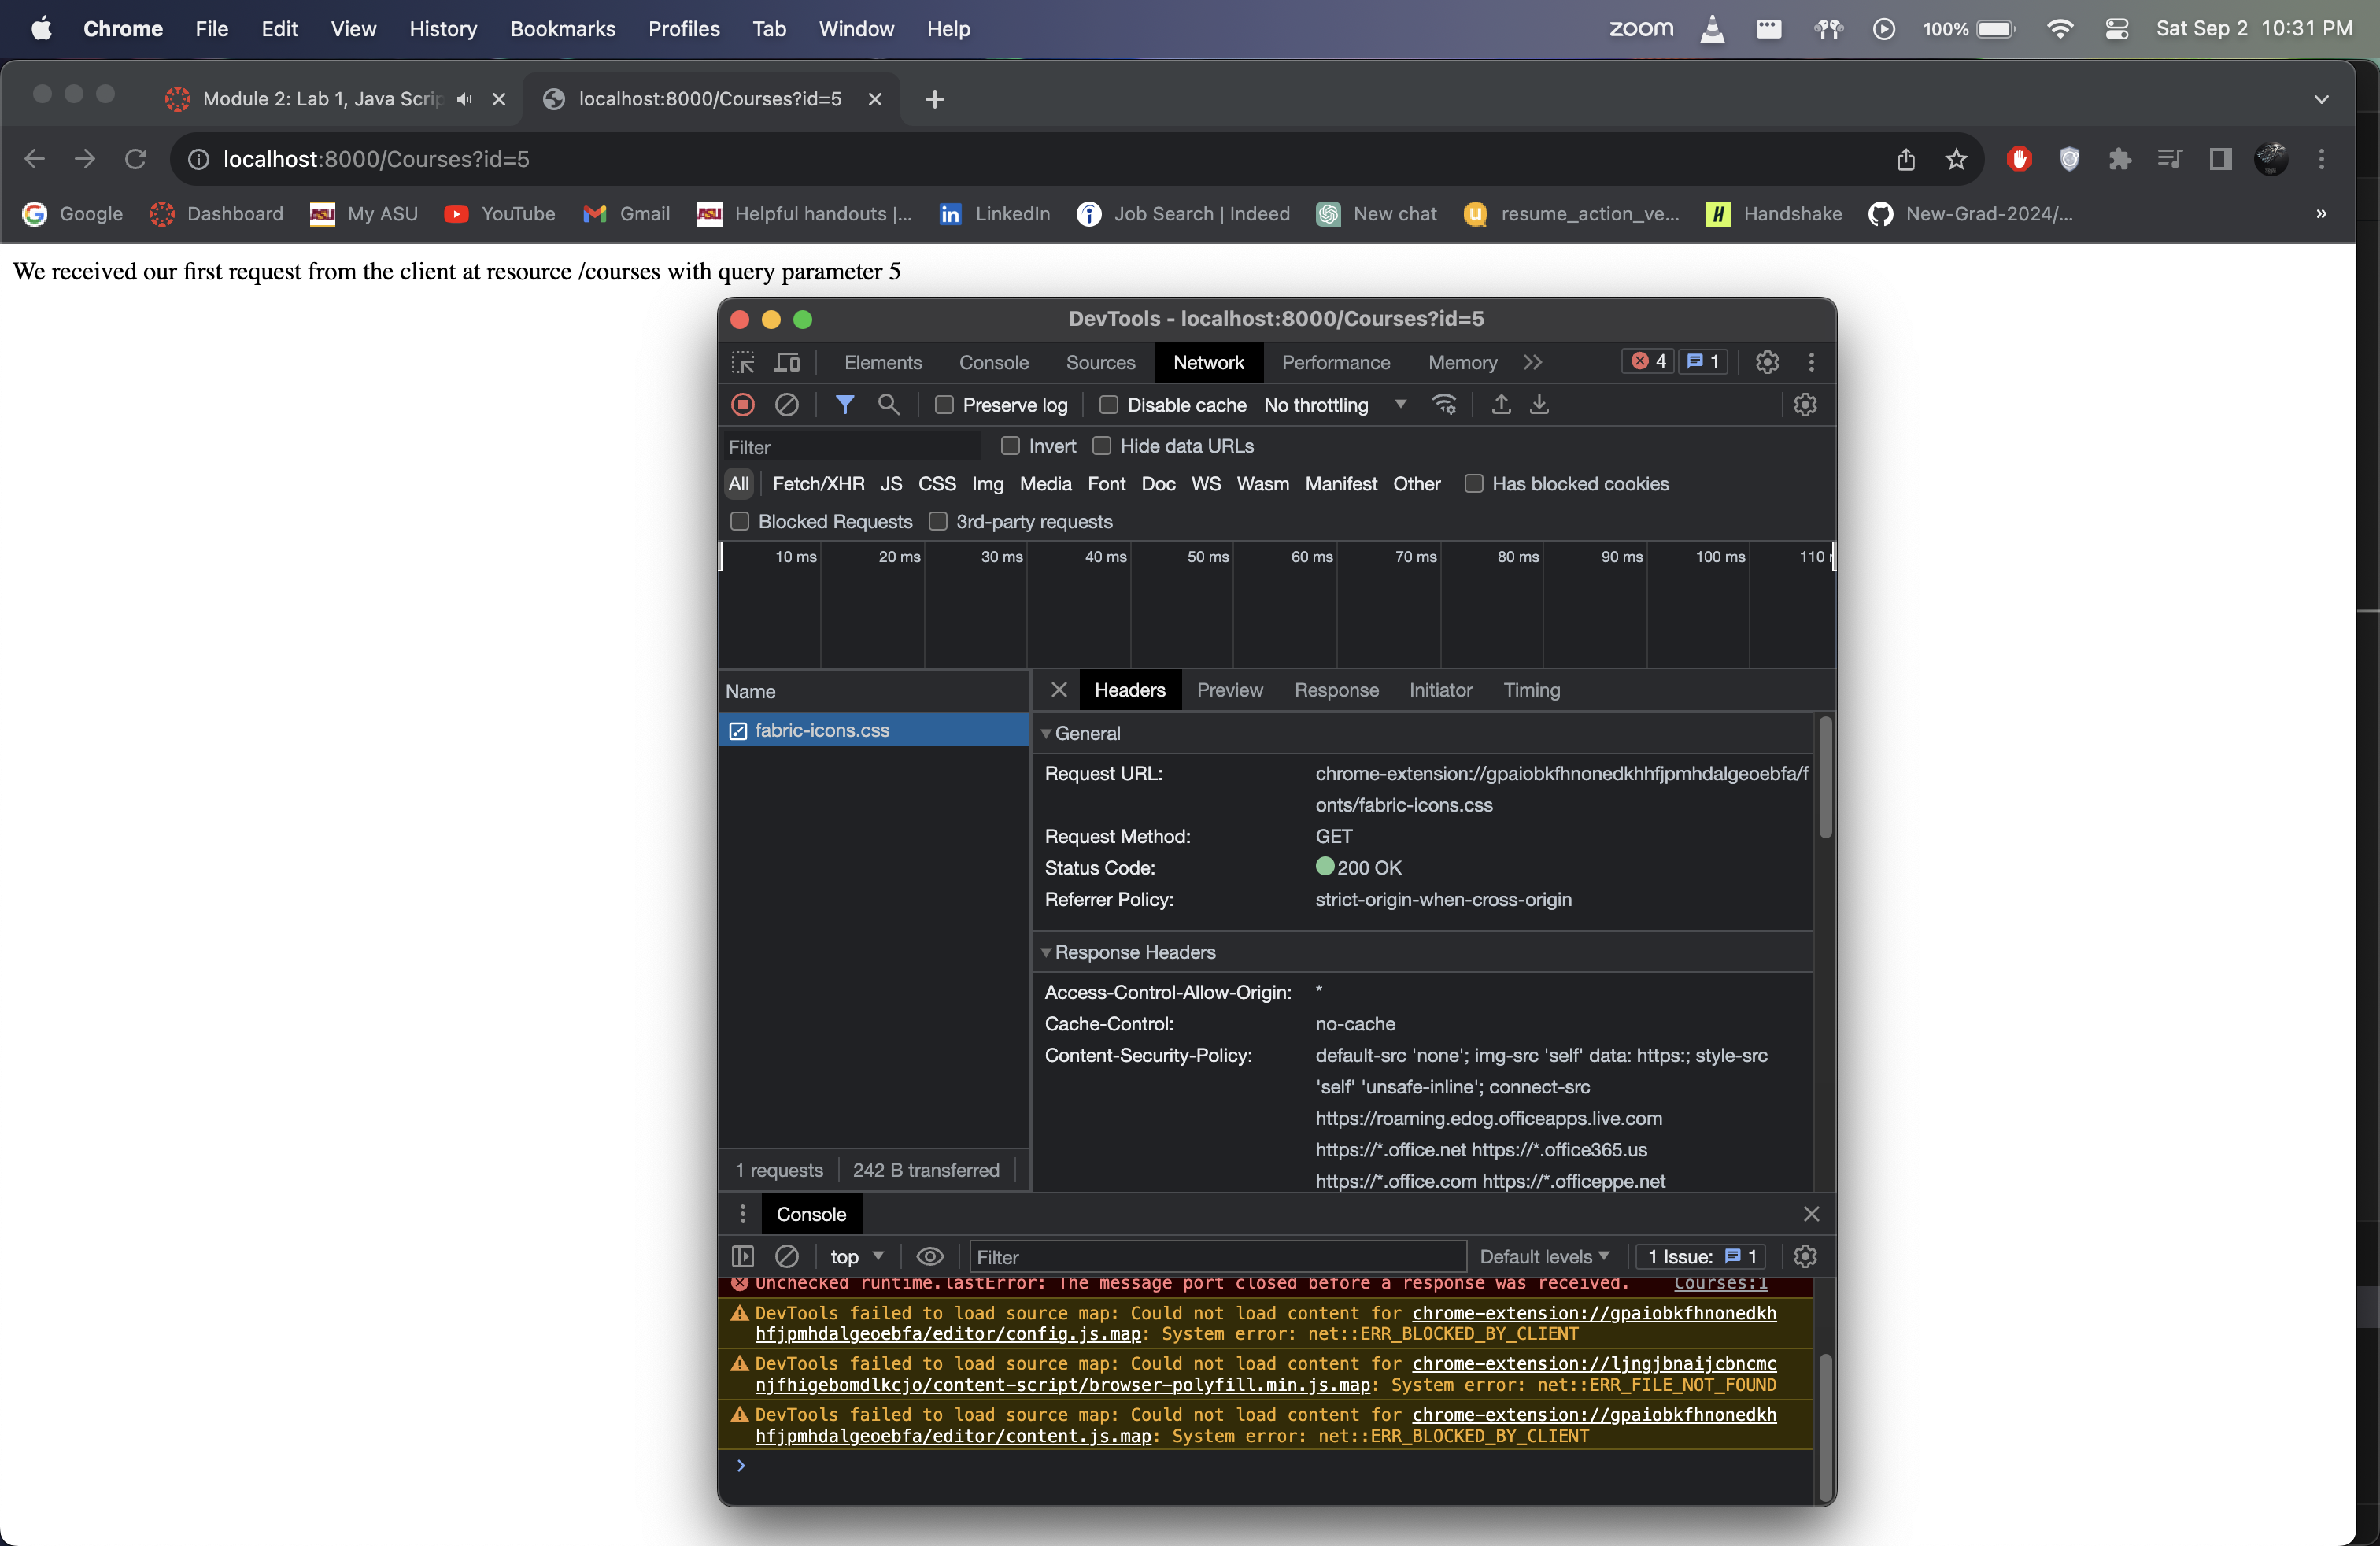 Chrome File Edit View History Bookmarks Profiles Tab Window Help zoom 100% Sat Sep 2 10:31 PM
Module 2: Lab 1, Java Scrip localhost:8000/Courses?id=5
localhost:8000/Courses?id=5
Google Dashboard My ASU YouTube Gmail Helpful handouts |... LinkedIn Job Search | Indeed New chat resume_action_ve... Handshake New-Grad-2024/... »
We received our first request from the client at resource /courses with query parameter 5
DevTools - localhost:8000/Courses?id=5
Elements Console Sources Network Performance Memory 4 1
Preserve log Disable cache No throttling
Filter Invert Hide data URLs
All Fetch/XHR JS CSS Img Media Font Doc WS Wasm Manifest Other Has blocked cookies
Blocked Requests 3rd-party requests
10 ms 20 ms 30 ms 40 ms 50 ms 60 ms 70 ms 80 ms 90 ms 100 ms 110
Name
fabric-icons.css
1 requests 242 B transferred
Headers Preview Response Initiator Timing
General
Request URL: chrome-extension://gpaiobkfhnonedkhhfjpmhdalgeoebfa/f
onts/fabric-icons.css
Request Method: GET
Status Code: 200 OK
Referrer Policy: strict-origin-when-cross-origin
Response Headers
Access-Control-Allow-Origin: *
Cache-Control: no-cache
Content-Security-Policy: default-src 'none'; img-src 'self' data: https:; style-src
'self' 'unsafe-inline'; connect-src
https://roaming.edog.officeapps.live.com
https://*.office.net https://*.office365.us
https://*.office.com https://*.officeppe.net
Console
top Filter Default levels 1 Issue: 1
Unchecked runtime.lastError: The message port closed before a response was received. Courses:1
DevTools failed to load source map: Could not load content for chrome-extension://gpaiobkfhnonedkh
hfjpmhdalgeoebfa/editor/config.js.map: System error: net::ERR_BLOCKED_BY_CLIENT
DevTools failed to load source map: Could not load content for chrome-extension://ljngjbnaijcbncmc
njfhigebomdlkcjo/content-script/browser-polyfill.min.js.map: System error: net::ERR_FILE_NOT_FOUND
DevTools failed to load source map: Could not load content for chrome-extension://gpaiobkfhnonedkh
hfjpmhdalgeoebfa/editor/content.js.map: System error: net::ERR_BLOCKED_BY_CLIENT